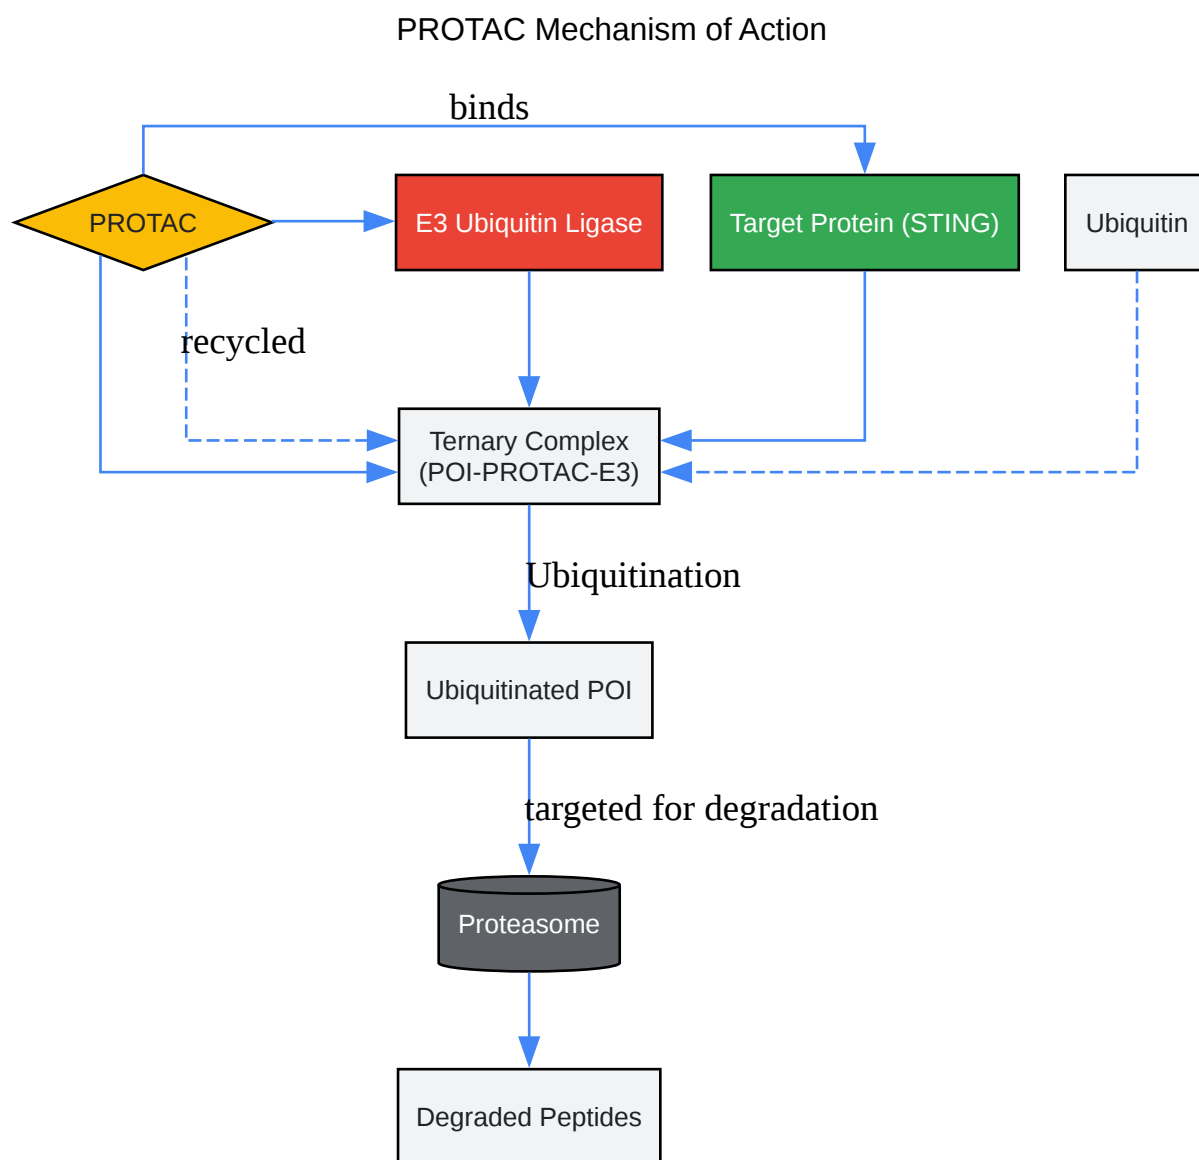 PROTAC Mechanism of Action
binds
PROTAC
E3 Ubiquitin Ligase
Target Protein (STING)
Ubiquitin
recycled
Ternary Complex
(POI-PROTAC-E3)
Ubiquitination
Ubiquitinated POI
targeted for degradation
Proteasome
Degraded Peptides